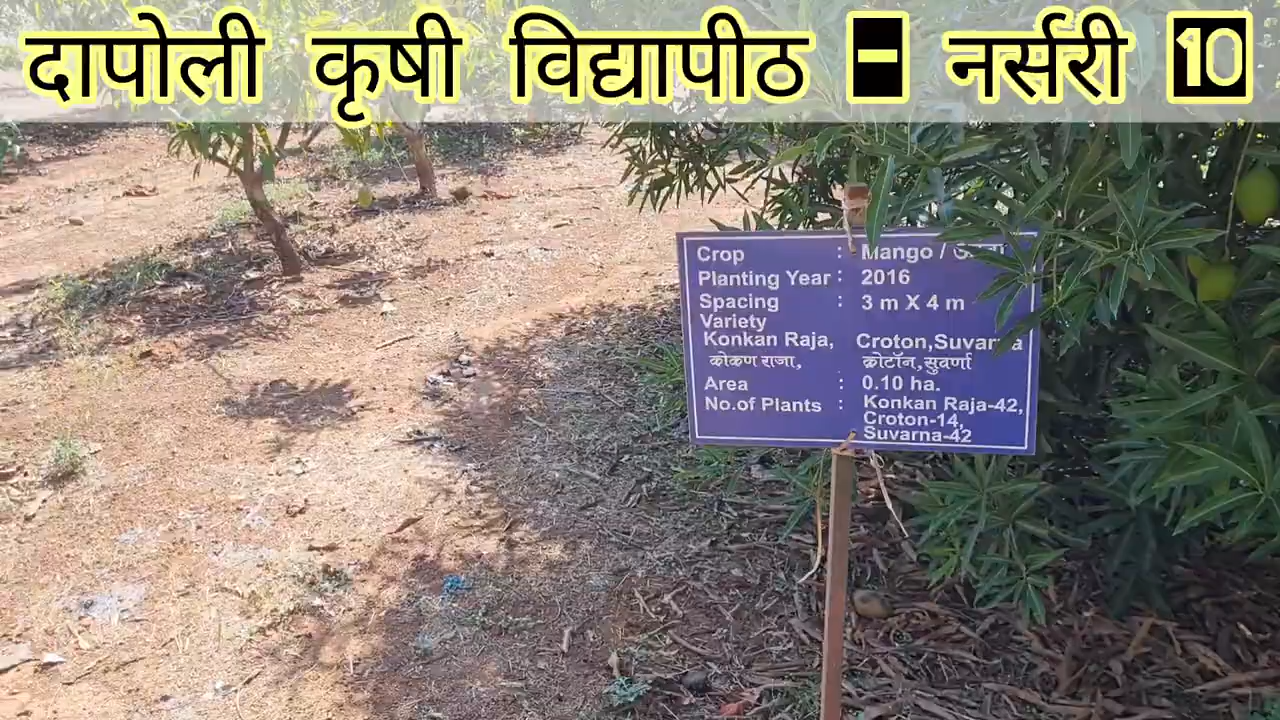 दापोली कृषी विद्यापीठ - नर्सरी 10
Crop : Mango /
Planting Year : 2016
Spacing : 3 m X 4 m
Variety
Konkan Raja, Croton,Suvarna
कोकण राजा, क्रोटॉन,सुवर्णा
Area : 0.10 ha.
No.of Plants : Konkan Raja-42,
Croton-14,
Suvarna-42